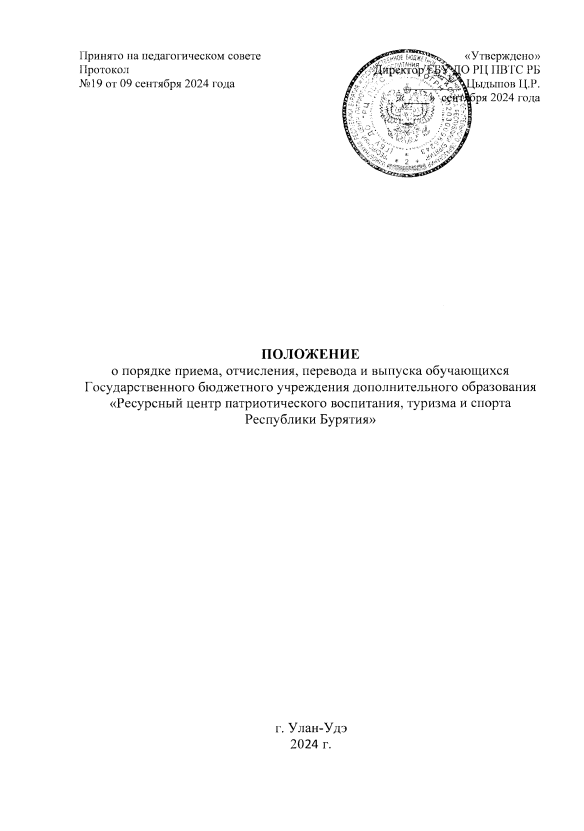 Принято на педагогическом совете
Протокол
№19 от 09 сентября 2024 года
«Утверждено»
Директор ГБУ ДО РЦ ПВТС РБ
Цыдыпов Ц.Р.
«____» сентября 2024 года
ПОЛОЖЕНИЕ
о порядке приема, отчисления, перевода и выпуска обучающихся
Государственного бюджетного учреждения дополнительного образования
«Ресурсный центр патриотического воспитания, туризма и спорта
Республики Бурятия»
г. Улан-Удэ
2024 г.